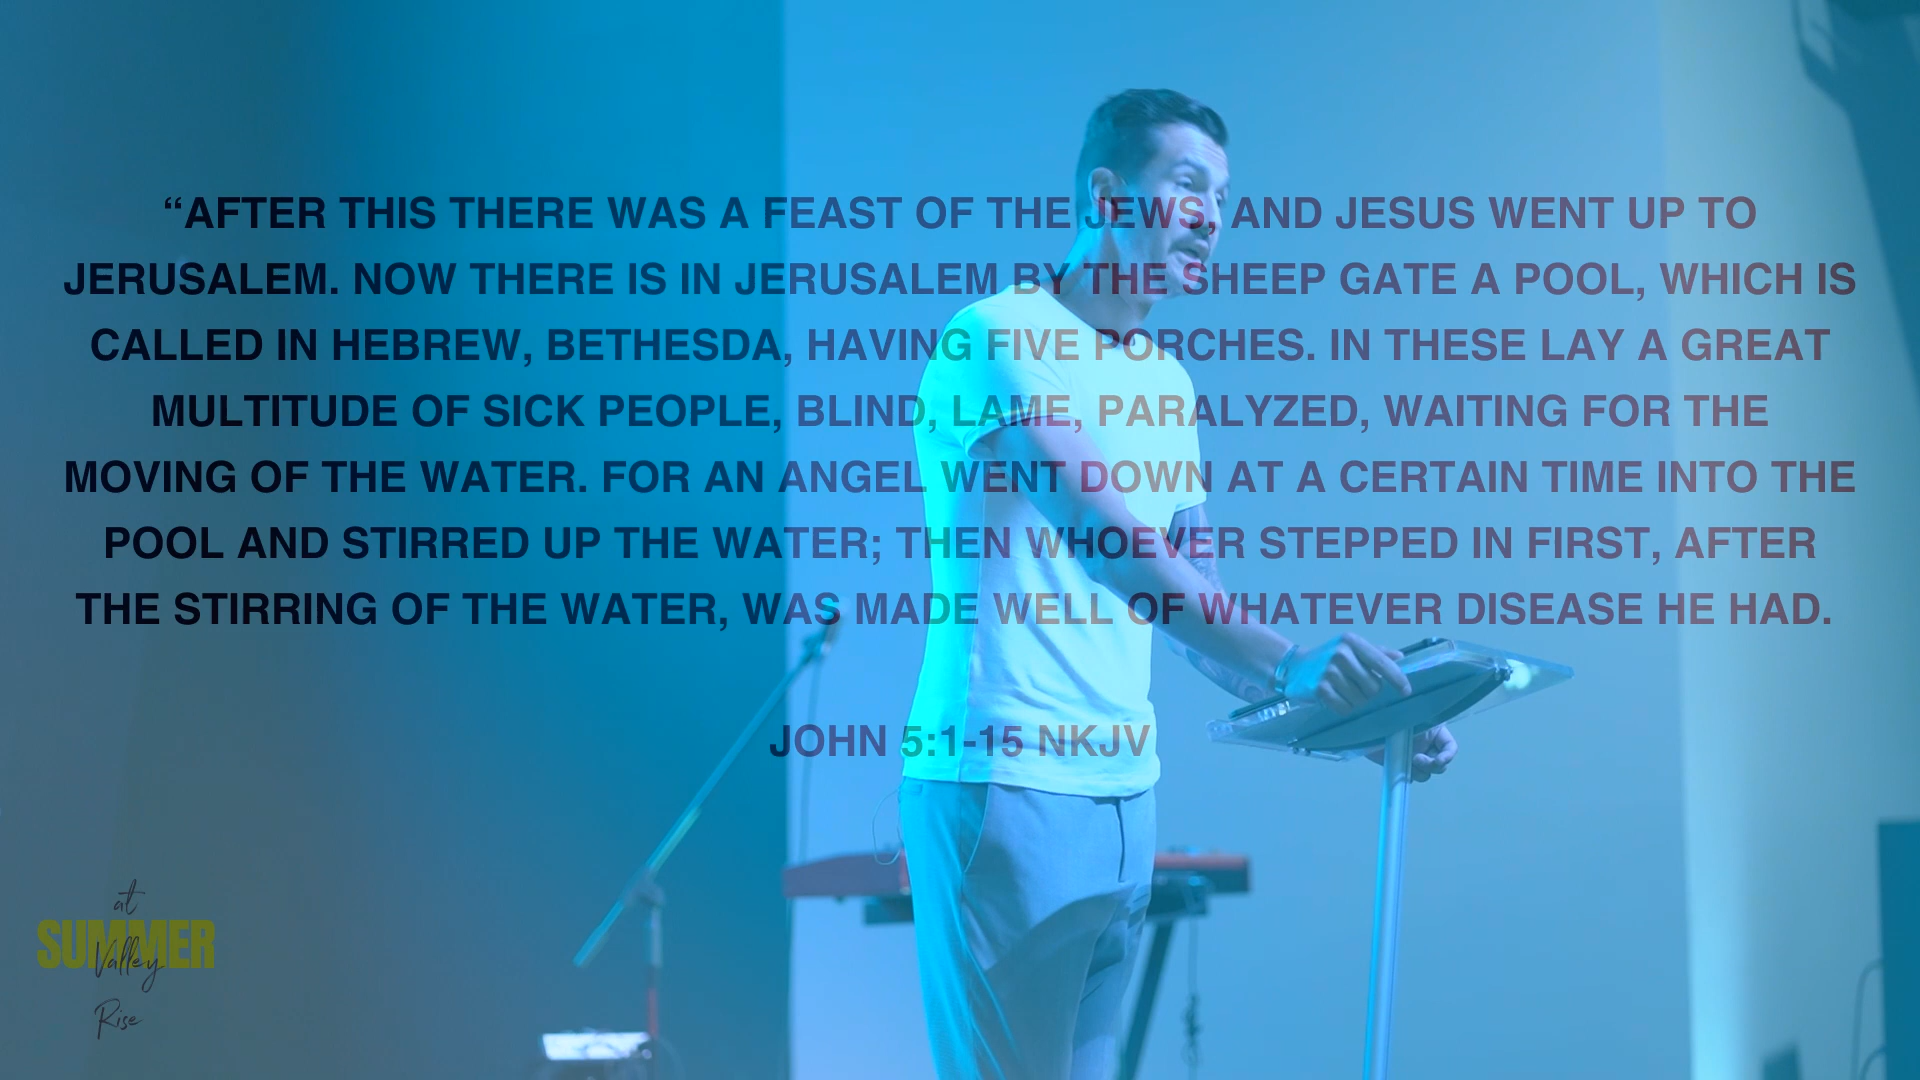 “AFTER THIS THERE WAS A FEAST OF THE JEWS, AND JESUS WENT UP TO
JERUSALEM. NOW THERE IS IN JERUSALEM BY THE SHEEP GATE A POOL, WHICH IS
CALLED IN HEBREW, BETHESDA, HAVING FIVE PORCHES. IN THESE LAY A GREAT
MULTITUDE OF SICK PEOPLE, BLIND, LAME, PARALYZED, WAITING FOR THE
MOVING OF THE WATER. FOR AN ANGEL WENT DOWN AT A CERTAIN TIME INTO THE
POOL AND STIRRED UP THE WATER; THEN WHOEVER STEPPED IN FIRST, AFTER
THE STIRRING OF THE WATER, WAS MADE WELL OF WHATEVER DISEASE HE HAD.
JOHN 5:1-15 NKJV
at
SUMMER
Valley
Rise